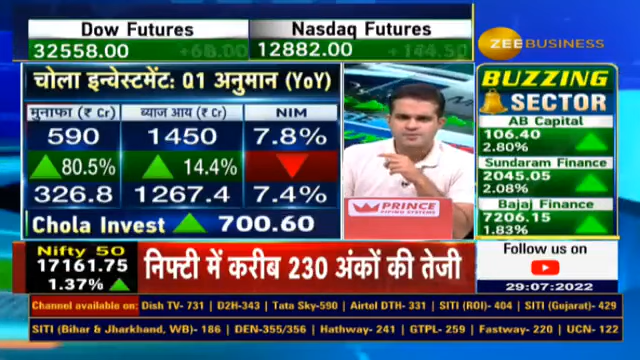 Dow Futures
32558.00 +68.00
Nasdaq Futures
12882.00 +144.50
ZEE BUSINESS
चोला इन्वेस्टमेंट: Q1 अनुमान (YoY)
मुनाफा (₹ Cr) ब्याज आय (₹ Cr) NIM
590 1450 7.8%
80.5% 14.4%
326.8 1267.4 7.4%
Chola Invest 700.60
PRINCE
PIPING SYSTEMS
BUZZING
SECTOR
AB Capital
106.40
2.80%
Sundaram Finance
2045.05
2.08%
Bajaj Finance
7206.15
1.83%
Nifty 50
17161.75
1.37%
निफ्टी में करीब 230 अंकों की तेजी
Follow us on
29:07:2022
Channel available on: Dish TV- 731 | D2H-343 | Tata Sky-590 | Airtel DTH- 331 | SITI (ROI)- 404 | SITI (Gujarat)- 429
SITI (Bihar & Jharkhand, WB)- 186 | DEN-355/356 | Hathway- 241 | GTPL- 259 | Fastway- 220 | UCN- 122